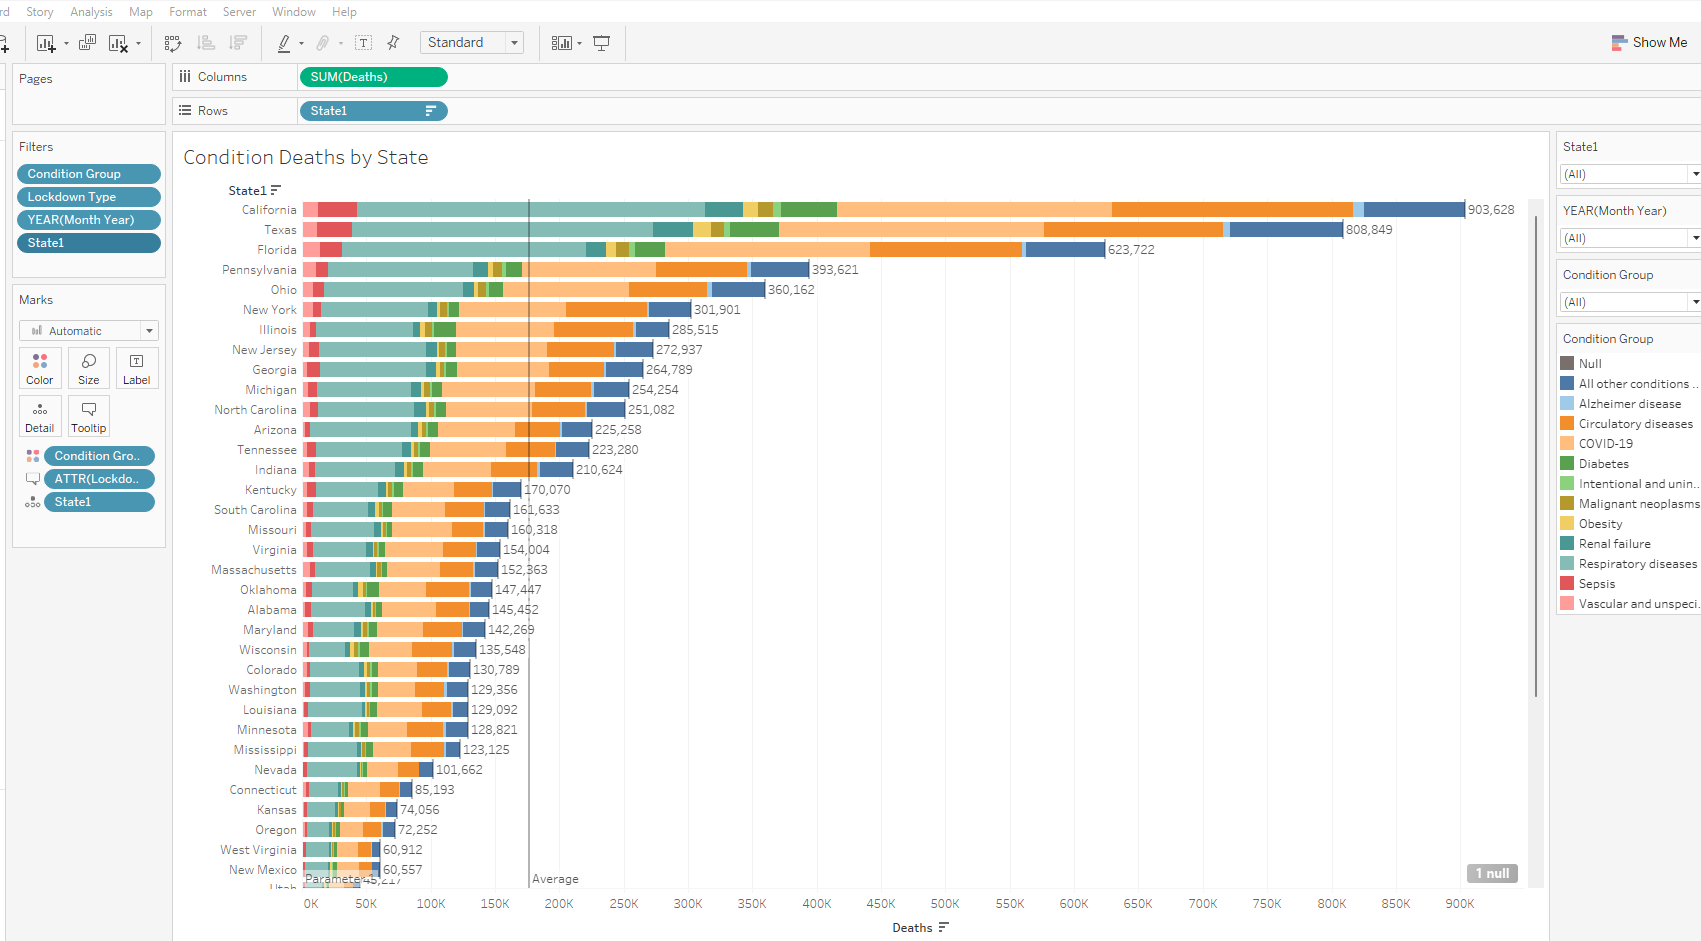 Story Analysis Map Format Server Window Help
Standard
Show Me
Pages
Columns SUM(Deaths)
Rows State1
Filters
Condition Group
Lockdown Type
YEAR(Month Year)
State1
Marks
Automatic
Color Size Label
Detail Tooltip
Condition Gro..
ATTR(Lockdo..
State1
Condition Deaths by State
State1
California 903,628
Texas 808,849
Florida 623,722
Pennsylvania 393,621
Ohio 360,162
New York 301,901
Illinois 285,515
New Jersey 272,937
Georgia 264,789
Michigan 254,254
North Carolina 251,082
Arizona 225,258
Tennessee 223,280
Indiana 210,624
Kentucky 170,070
South Carolina 161,633
Missouri 160,318
Virginia 154,004
Massachusetts 152,363
Oklahoma 147,447
Alabama 145,452
Maryland 142,269
Wisconsin 135,548
Colorado 130,789
Washington 129,356
Louisiana 129,092
Minnesota 128,821
Mississippi 123,125
Nevada 101,662
Connecticut 85,193
Kansas 74,056
Oregon 72,252
West Virginia 60,912
New Mexico 60,557
Utah 45,217
Average
1 null
0K 50K 100K 150K 200K 250K 300K 350K 400K 450K 500K 550K 600K 650K 700K 750K 800K 850K 900K
Deaths
State1
(All)
YEAR(Month Year)
(All)
Condition Group
(All)
Condition Group
Null
All other conditions ..
Alzheimer disease
Circulatory diseases
COVID-19
Diabetes
Intentional and unin..
Malignant neoplasms
Obesity
Renal failure
Respiratory diseases
Sepsis
Vascular and unspeci.